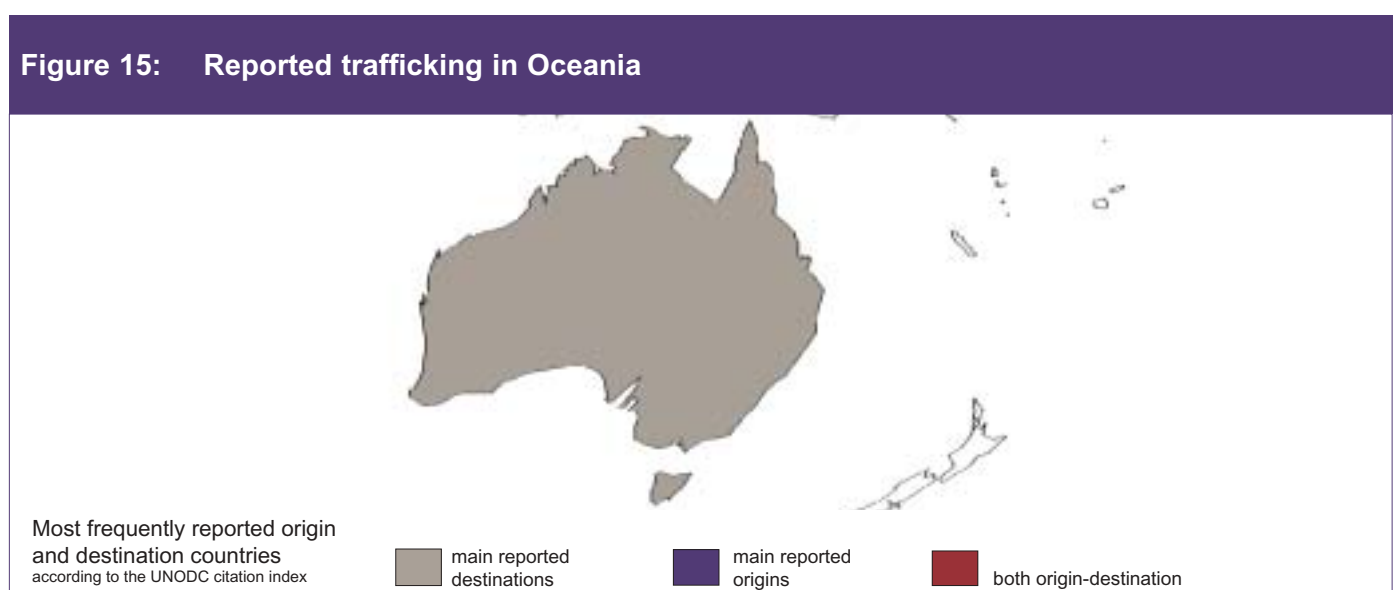 Figure 15: Reported trafficking in Oceania
Most frequently reported origin
and destination countries
according to the UNODC citation index
main reported
destinations
main reported
origins
both origin-destination